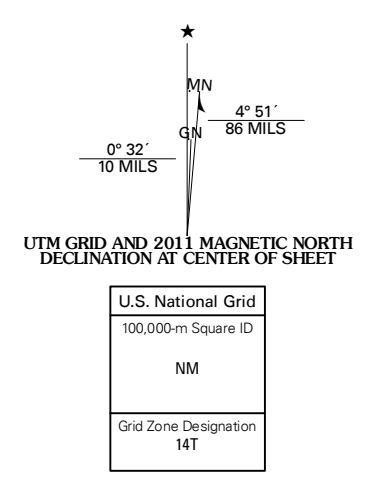 ★
MN
4° 51´
86 MILS
GN
0° 32´
10 MILS
UTM GRID AND 2011 MAGNETIC NORTH
DECLINATION AT CENTER OF SHEET
U.S. National Grid
100,000-m Square ID
NM
Grid Zone Designation
14T